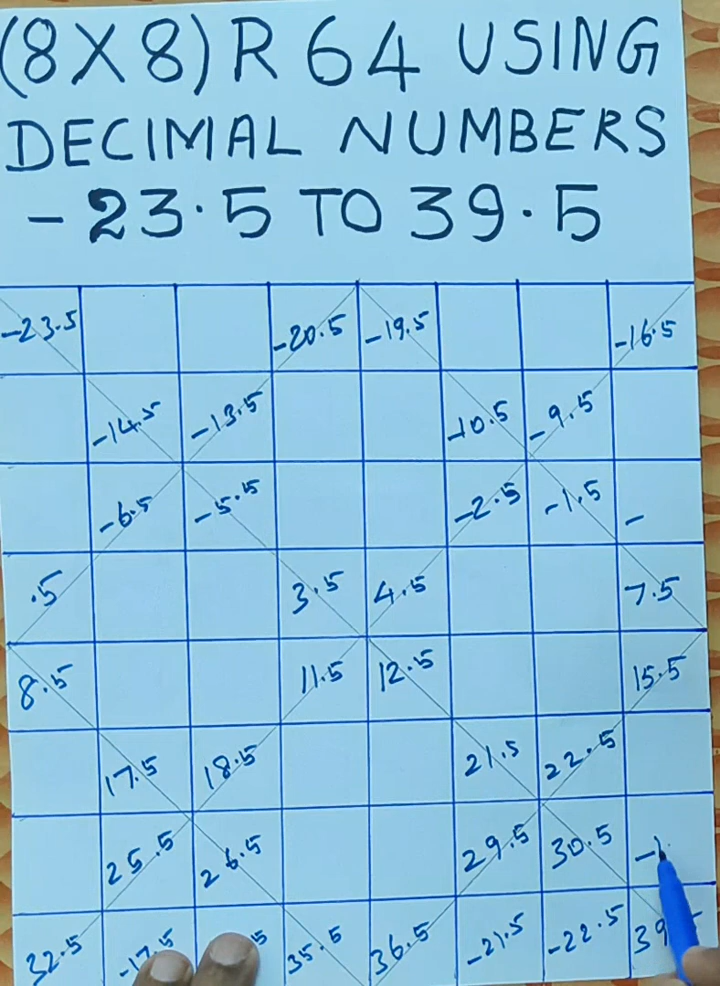 (8X8) R 64 USING
DECIMAL NUMBERS
-23.5 TO 39.5
-23.5 -20.5 -19.5 -16.5
-14.5 -13.5 -10.5 -9.5
-6.5 -5.5 -2.5 -1.5 -
.5 3.5 4.5 7.5
8.5 11.5 12.5 15.5
17.5 18.5 21.5 22.5
25.5 26.5 29.5 30.5
32.5 35.5 36.5 -21.5 -22.5